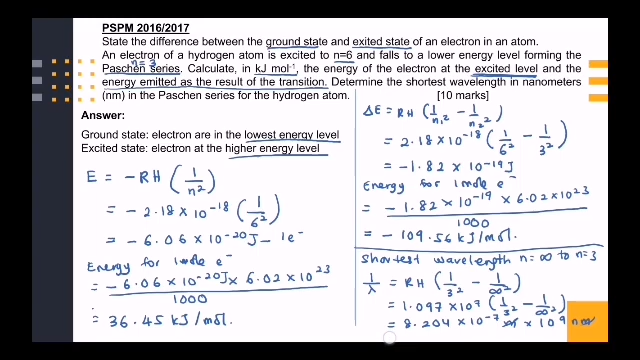 PSPM 2016/2017
State the difference between the ground state and exited state of an electron in an atom.
An electron of a hydrogen atom is excited to n=6 and falls to a lower energy level forming the
n=3
Paschen series. Calculate, in kJ mol⁻¹, the energy of the electron at the excited level and the
energy emitted as the result of the transition. Determine the shortest wavelength in nanometers
(nm) in the Paschen series for the hydrogen atom. [10 marks]
Answer:
Ground state: electron are in the lowest energy level
Excited state: electron at the higher energy level
E = -RH (1/n²)
= -2.18 x 10⁻¹⁸ (1/6²)
= -6.06 x 10⁻²⁰ J - 1e⁻
Energy for 1mole e⁻
= -6.06 x 10⁻²⁰J x 6.02 x 10²³
1000
= 36.45 kJ/mol.
ΔE = RH (1/n₁² - 1/n₂²)
= 2.18 x 10⁻¹⁸ (1/6² - 1/3²)
= -1.82 x 10⁻¹⁹ J
Energy for 1 mole e⁻
= -1.82 x 10⁻¹⁹ x 6.02 x 10²³
1000
= -109.56 kJ/mol.
Shortest wavelength n=∞ to n=3
1/λ = RH (1/3² - 1/∞²)
= 1.097 x 10⁷ (1/3² - 1/∞²)
= 8.204 x 10⁻⁷ x 10⁹